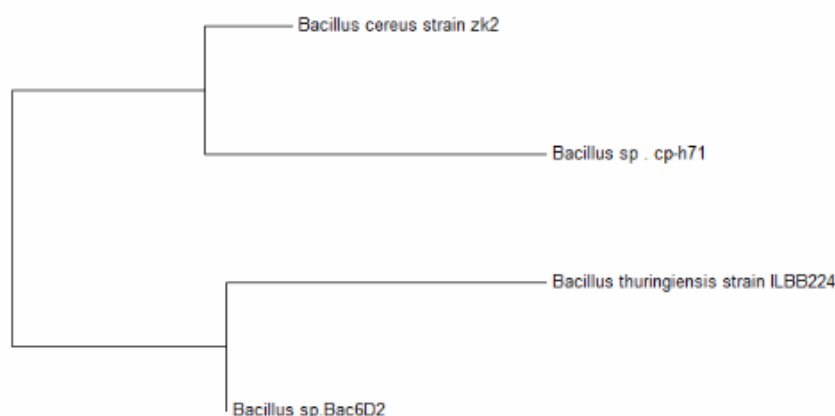 Bacillus cereus strain zk2
Bacillus sp . cp-h71
Bacillus thuringiensis strain ILBB224
Bacillus sp.Bac6D2